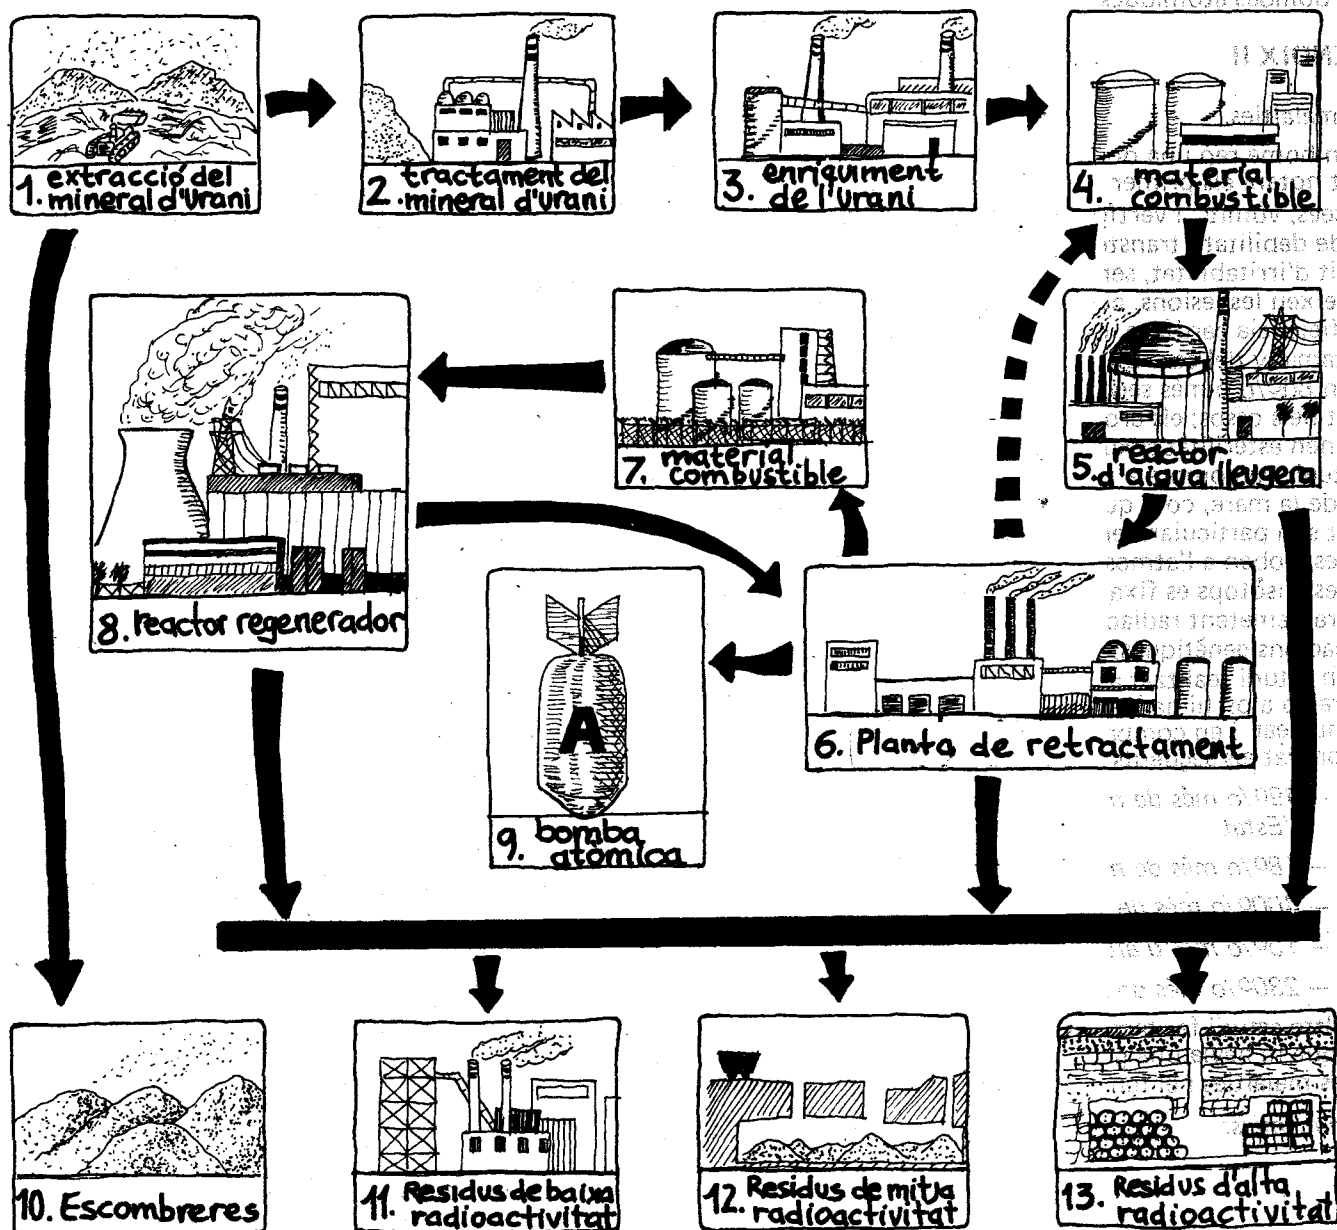 1. extracció del
mineral d'Urani
2. tractament del
mineral d'Urani
3. enriquiment
de l'Urani
4. material
combustible
5. reactor
d'aigua lleugera
7. material
combustible
8. reactor regenerador
6. Planta de retractament
A
9. bomba
atòmica
10. Escombreres
11. Residus de baixa
radioactivitat
12. Residus de mitja
radioactivitat
13. Residus d'alta
radioactivitat